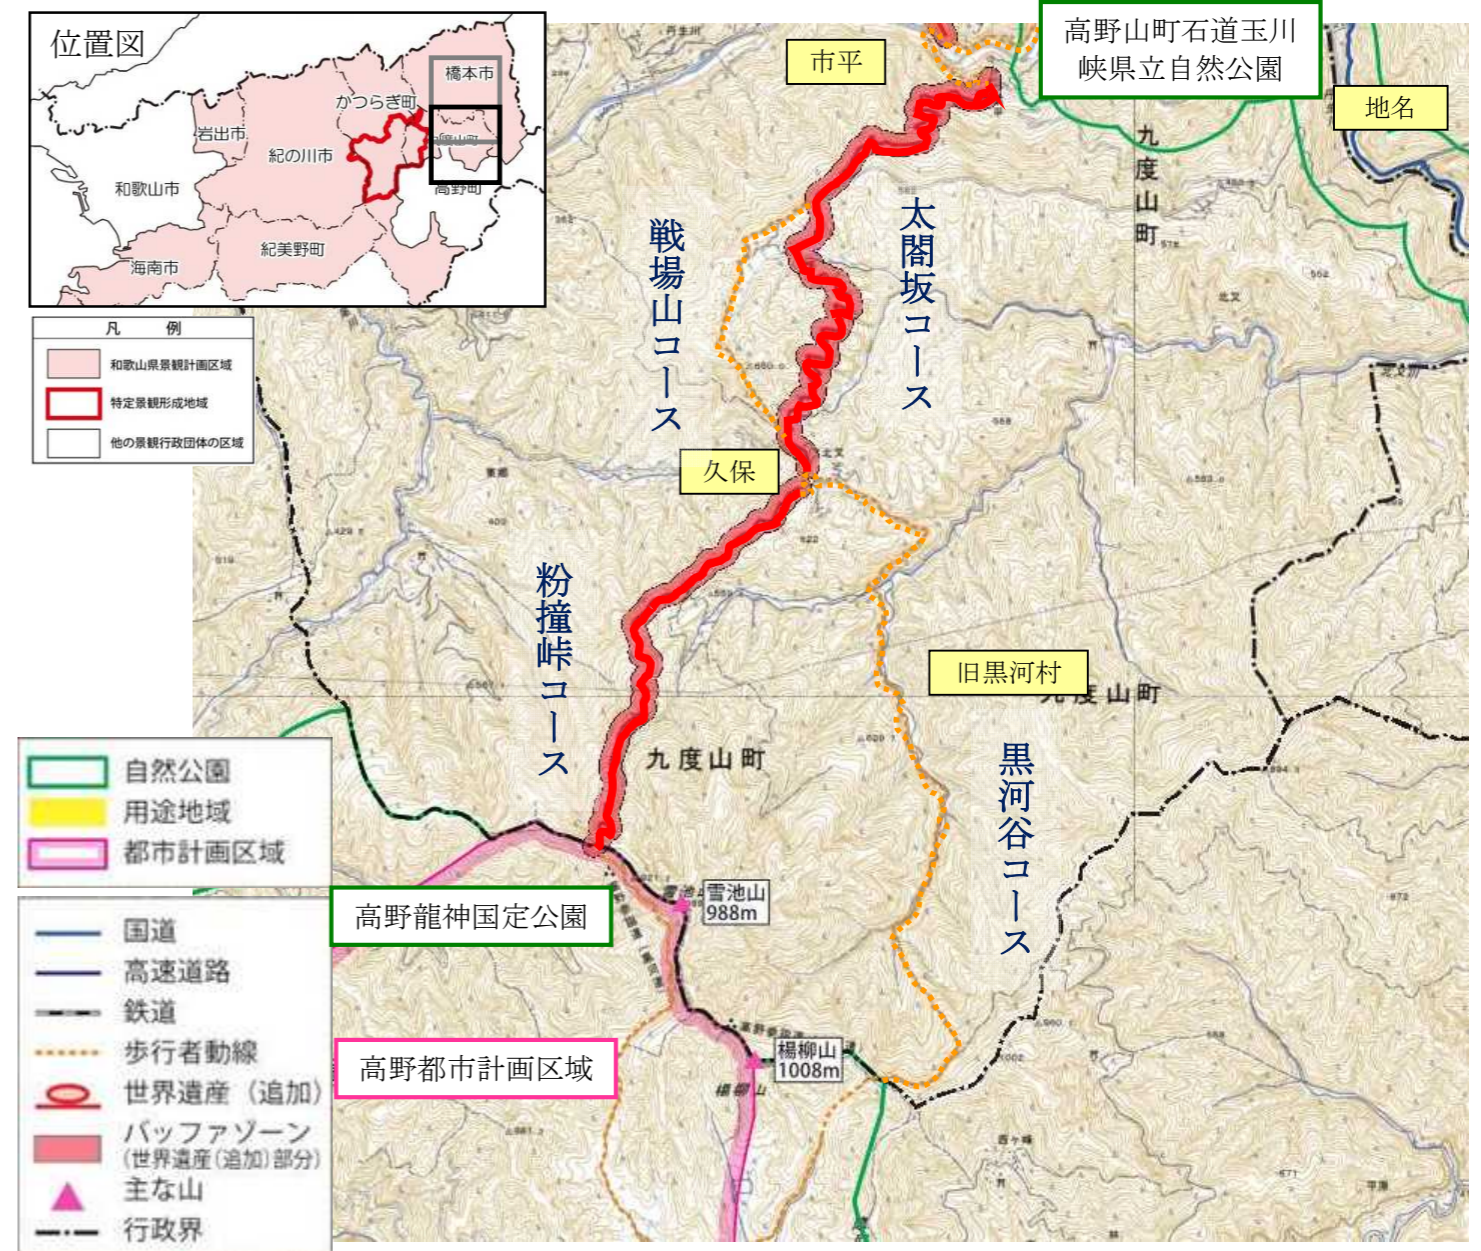 位置図
橋本市
かつらぎ町
岩出市
紀の川市
和歌山市
高野町
紀美野町
海南市
凡 例
和歌山県景観計画区域
特定景観形成地域
他の景観行政団体の区域
市平
高野山町石道玉川
峡県立自然公園
地名
九度山町
戦場山コース
太閤坂コース
久保
北又
粉撞峠コース
旧黒河村
九度山町
九度山町
黒河谷コース
自然公園
用途地域
都市計画区域
高野龍神国定公園
雪池山
988m
高野都市計画区域
楊柳山
1008m
楊柳山
国道
高速道路
鉄道
歩行者動線
世界遺産（追加）
バッファゾーン
(世界遺産(追加)部分)
主な山
行政界